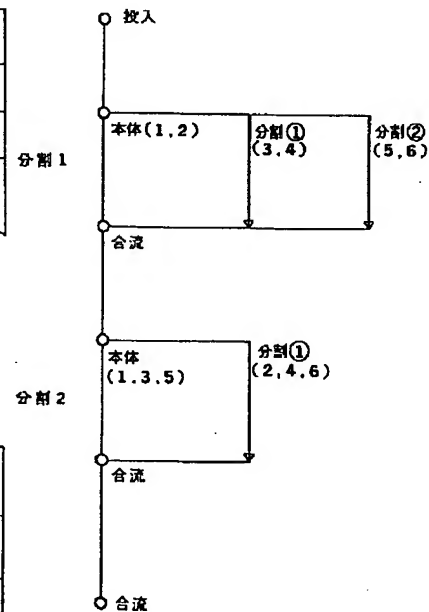 投入
本体(1,2)
分割①
(3,4)
分割②
(5,6)
分割1
合流
本体
(1.3.5)
分割①
(2,4,6)
分割2
合流
合流